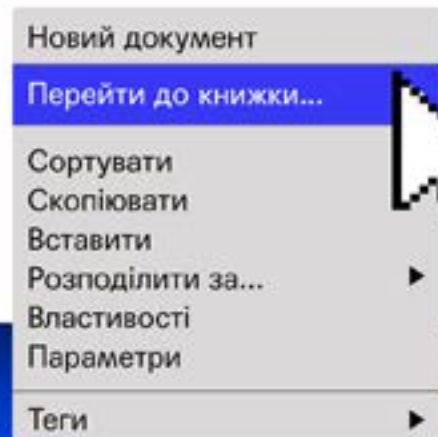 Новий документ
Перейти до книжки...
Сортувати
Скопіювати
Вставити
Розподілити за...
Властивості
Параметри
Теги